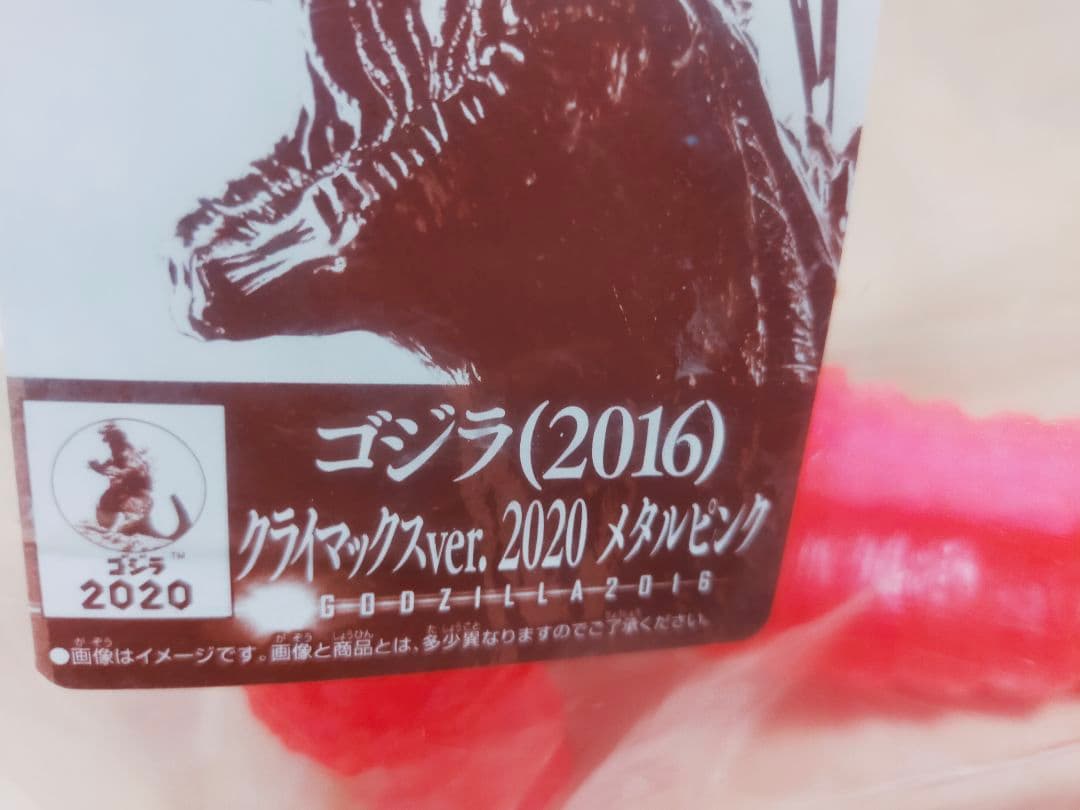 ゴジラ(2016)
クライマックスver. 2020 メタルピンク
GODZILLA2016
ゴジラ™
2020
●画像はイメージです。画像と商品とは、多少異なりますのでご了承ください。